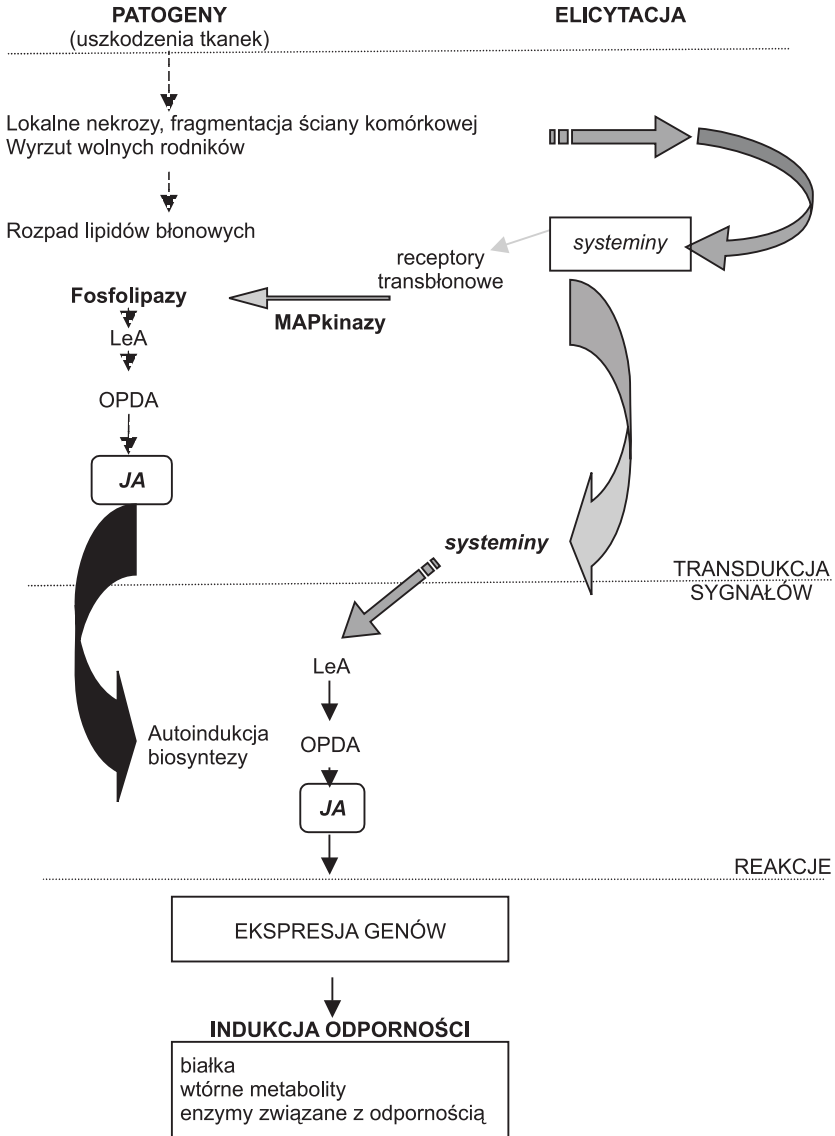 PATOGENY
(uszkodzenia tkanek)
ELICYTACJA
Lokalne nekrozy, fragmentacja ściany komórkowej
Wyrzut wolnych rodników
Rozpad lipidów błonowych
systeminy
receptory
transbłonowe
Fosfolipazy
MAPkinazy
LeA
OPDA
JA
systeminy
TRANSDUKCJA
SYGNAŁÓW
LeA
Autoindukcja
biosyntezy
OPDA
JA
REAKCJE
EKSPRESJA GENÓW
INDUKCJA ODPORNOŚCI
białka
wtórne metabolity
enzymy związane z odpornością